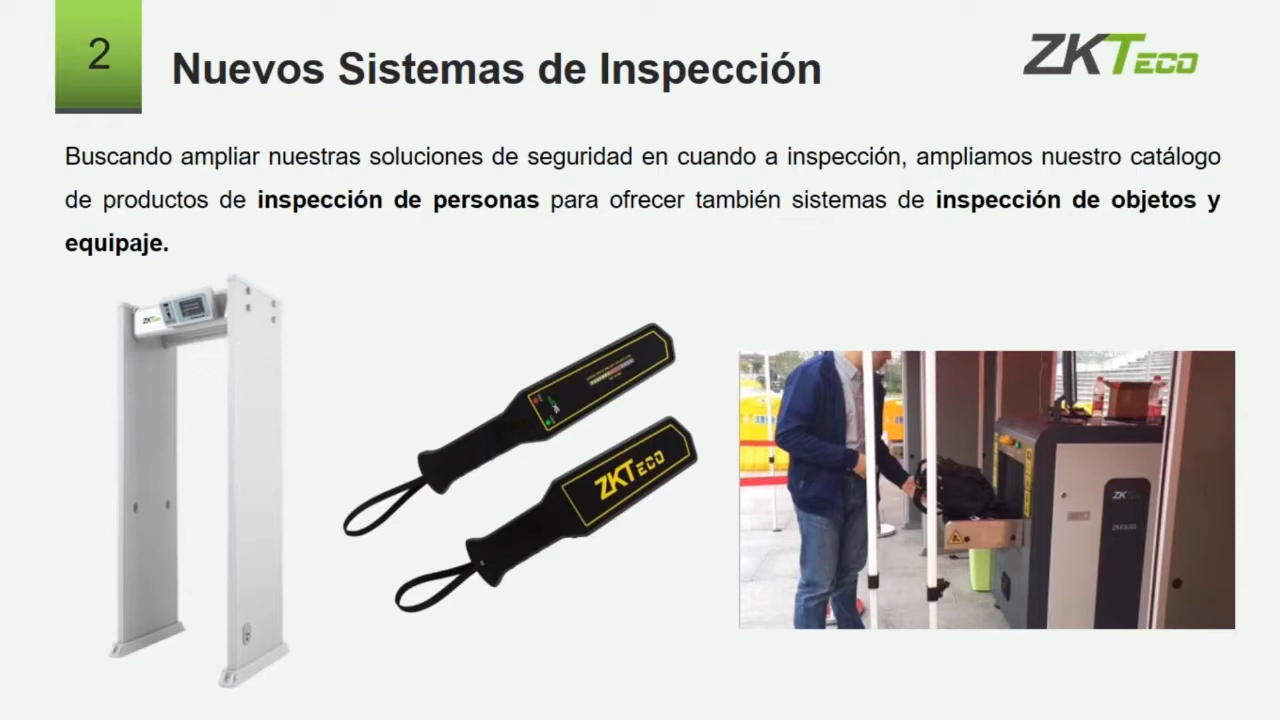 2
Nuevos Sistemas de Inspección
ZKTECO
Buscando ampliar nuestras soluciones de seguridad en cuando a inspección, ampliamos nuestro catálogo
de productos de inspección de personas para ofrecer también sistemas de inspección de objetos y
equipaje.
ZKTECO
ZK